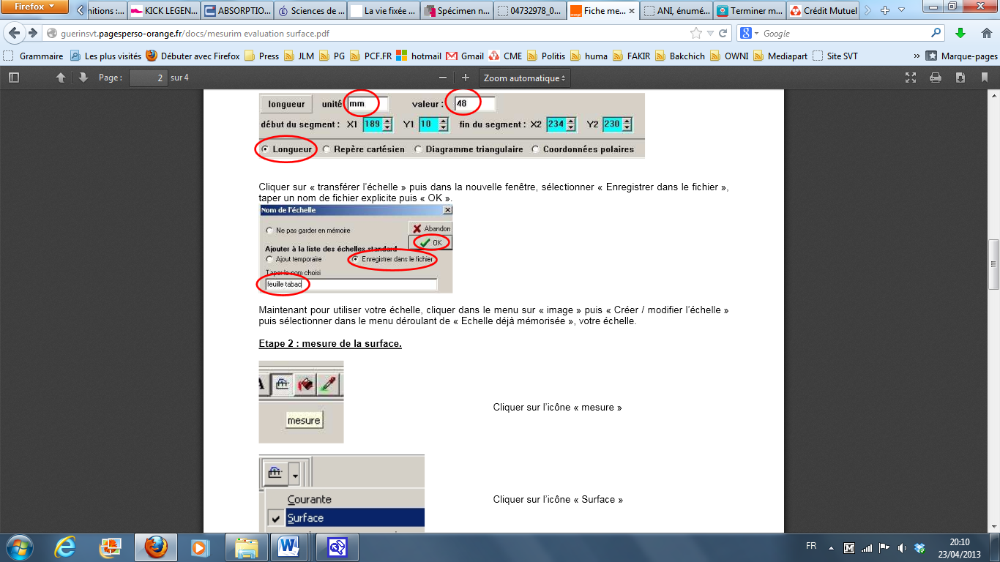 Firefox
nitions :...
KICK LEGEN...
ABSORPTIO...
Sciences de ...
La vie fixée ...
Spécimen n...
04732978_0...
Fiche me...
ANI, énumé...
Terminer m...
Crédit Mutuel
guerinsvt.pagesperso-orange.fr/docs/mesurim evaluation surface.pdf
Google
Grammaire Les plus visités Débuter avec Firefox Press JLM PG PCF.FR hotmail Gmail CME Politis huma FAKIR Bakchich OWNI Mediapart Site SVT » Marque-pages
Page : 2 sur 4 Zoom automatique
longueur unité mm valeur : 48
début du segment : X1 189 Y1 10 fin du segment : X2 234 Y2 230
Longueur Repère cartésien Diagramme triangulaire Coordonnées polaires
Cliquer sur « transférer l’échelle » puis dans la nouvelle fenêtre, sélectionner « Enregistrer dans le fichier »,
taper un nom de fichier explicite puis « OK ».
Nom de l'échelle
Ne pas garder en mémoire
Abandon
OK
Ajouter à la liste des échelles standard
Ajout temporaire Enregistrer dans le fichier
Taper le nom choisi
feuille tabac
Maintenant pour utiliser votre échelle, cliquer dans le menu sur « image » puis « Créer / modifier l’échelle »
puis sélectionner dans le menu déroulant de « Echelle déjà mémorisée », votre échelle.
Etape 2 : mesure de la surface.
A
mesure
Cliquer sur l’icône « mesure »
Courante
Surface
Cliquer sur l’icône « Surface »
FR
20:10
23/04/2013